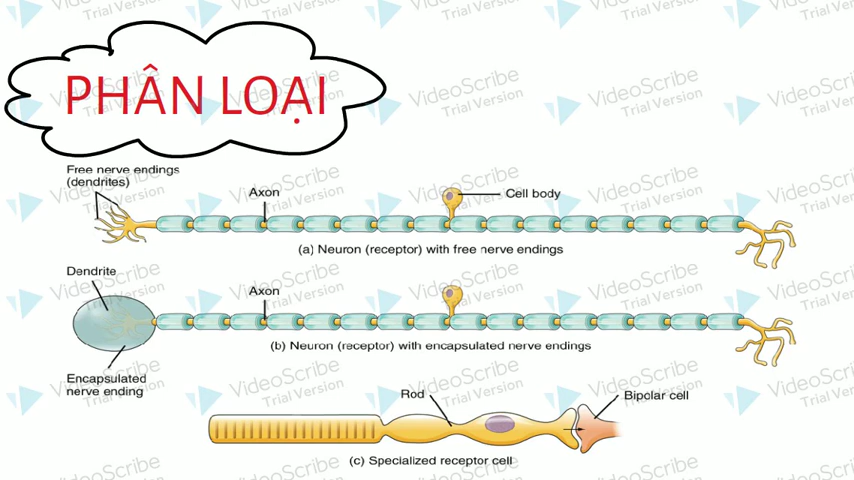 PHÂN LOẠI
Free nerve endings
(dendrites)
Axon
Cell body
(a) Neuron (receptor) with free nerve endings
Dendrite
Axon
(b) Neuron (receptor) with encapsulated nerve endings
Encapsulated
nerve ending
Rod
Bipolar cell
(c) Specialized receptor cell
VideoScribe
Trial Version